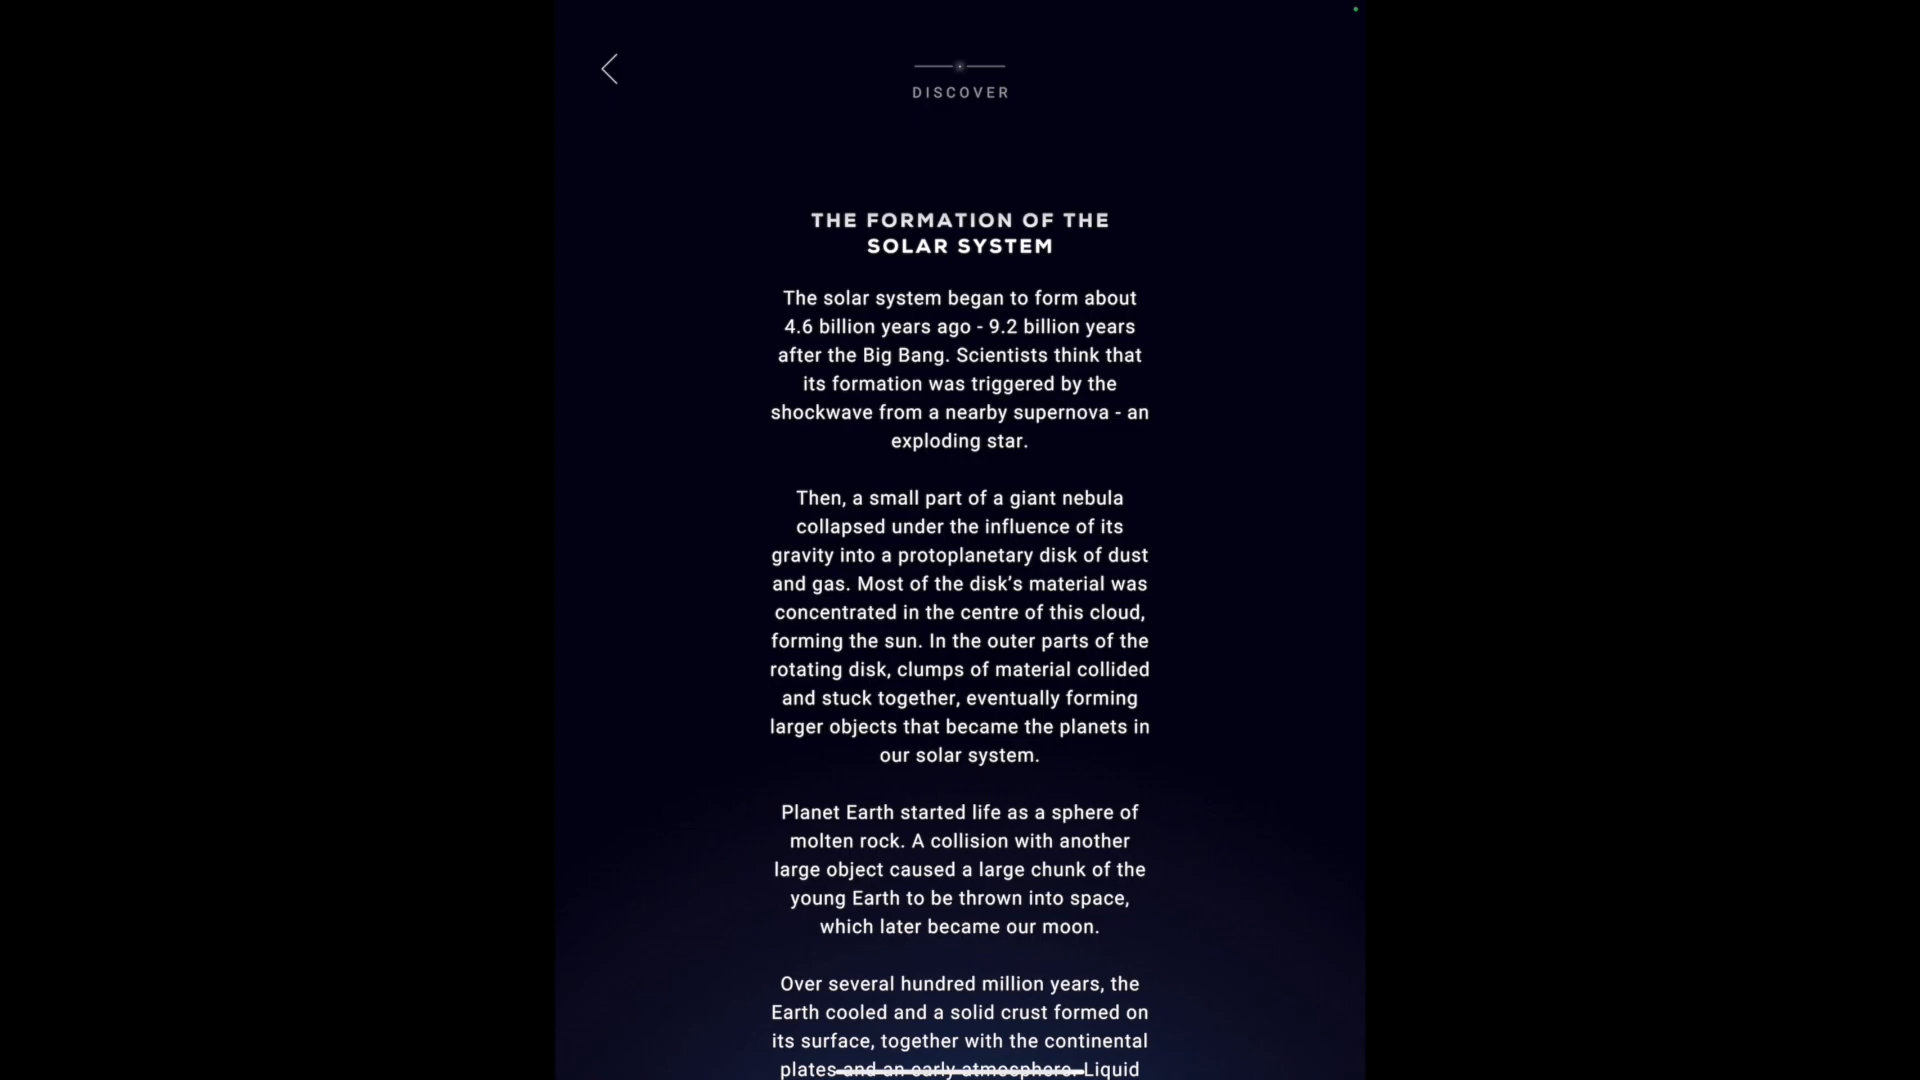 DISCOVER
THE FORMATION OF THE
SOLAR SYSTEM
The solar system began to form about
4.6 billion years ago - 9.2 billion years
after the Big Bang. Scientists think that
its formation was triggered by the
shockwave from a nearby supernova - an
exploding star.
Then, a small part of a giant nebula
collapsed under the influence of its
gravity into a protoplanetary disk of dust
and gas. Most of the disk’s material was
concentrated in the centre of this cloud,
forming the sun. In the outer parts of the
rotating disk, clumps of material collided
and stuck together, eventually forming
larger objects that became the planets in
our solar system.
Planet Earth started life as a sphere of
molten rock. A collision with another
large object caused a large chunk of the
young Earth to be thrown into space,
which later became our moon.
Over several hundred million years, the
Earth cooled and a solid crust formed on
its surface, together with the continental
plates and an early atmosphere. Liquid